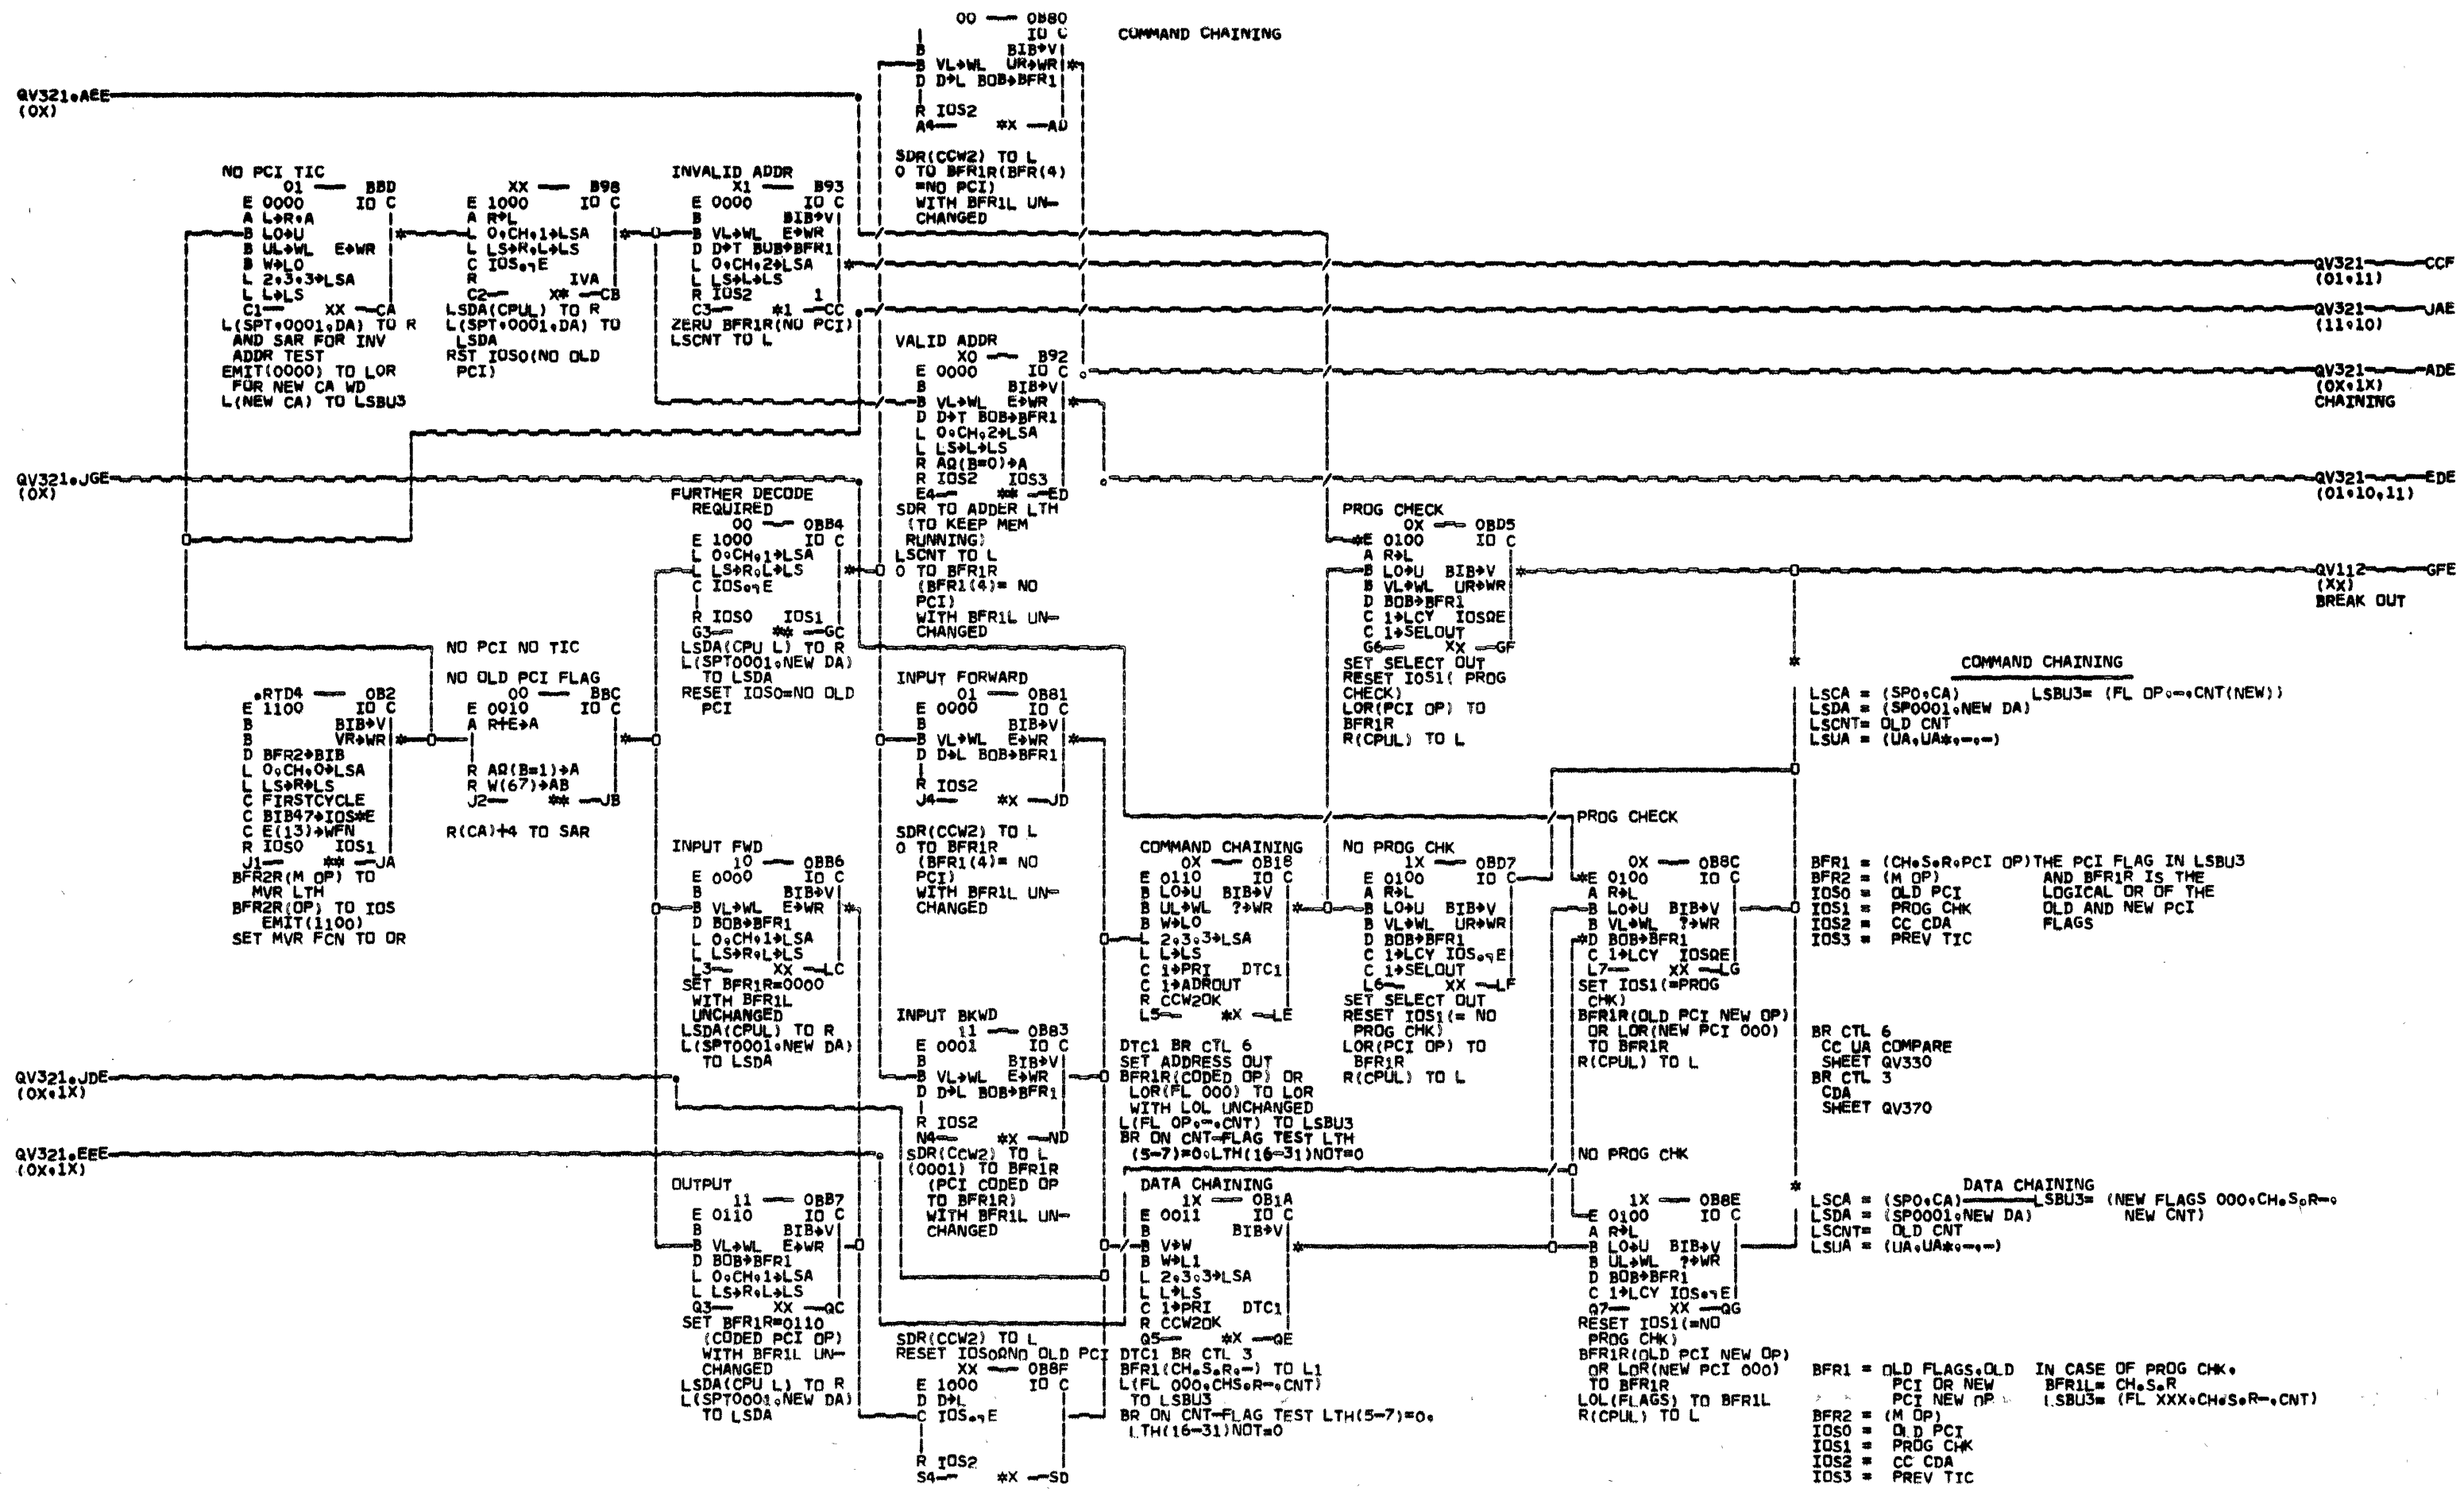 00 — 0B80
IO C
B BIB→V
B VL→WL UR→WR *
D D→L BOB→BFR1
R IOS2
A4— *X —AD
SDR(CCW2) TO L
0 TO BFR1R(BFR(4)
=NO PCI)
WITH BFR1L UN—
CHANGED
COMMAND CHAINING
QV321.AEE
(0X)
NO PCI TIC
01 — BBD
E 0000 IO C
A L→R,A
B L0→U
B UL→WL E→WR
B W→L0
L 2,3,3→LSA
L L→LS
C1— XX —CA
L(SPT,0001,DA) TO R
AND SAR FOR INV
ADDR TEST
EMIT(0000) TO LOR
FOR NEW CA WD
L(NEW CA) TO LSBU3
XX — B98
E 1000 IO C
A R→L
L 0,CH,1→LSA
L LS→R,L→LS
C IOS.¬E
R IVA
C2— X* —CB
LSDA(CPUL) TO R
L(SPT,0001,DA) TO
LSDA
RST IOS0(NO OLD
PCI)
INVALID ADDR
X1 — B93
E 0000 IO C
B BIB→V
B VL→WL E→WR
D D→T BOB→BFR1
L 0,CH,2→LSA
L LS→L→LS
R IOS2 1
C3— *1 —CC
ZERO BFR1R(NO PCI)
LSCNT TO L
VALID ADDR
X0 — B92
E 0000 IO C
B BIB→V
B VL→WL E→WR *
D D→T BOB→BFR1
L 0,CH,2→LSA
L LS→L→LS
R AΩ(B=0)→A
R IOS2 IOS3
E4— ** —ED
SDR TO ADDER LTH
(TO KEEP MEM
RUNNING)
LSCNT TO L
0 TO BFR1R
(BFR1(4)= NO
PCI)
WITH BFR1L UN—
CHANGED
QV321 — CCF
(01,11)
QV321 — JAE
(11,10)
QV321 — ADE
(0X,1X)
CHAINING
QV321 — EDE
(01,10,11)
QV112 — GFE
(XX)
BREAK OUT
QV321.JGE
(0X)
FURTHER DECODE
REQUIRED
00 — 0BB4
E 1000 IO C
L 0,CH,1→LSA
L LS→R,L→LS *
C IOS.¬E
R IOS0 IOS1
G3— ** —GC
LSDA(CPU L) TO R
L(SPT0001,NEW DA)
TO LSDA
RESET IOS0=NO OLD
PCI
PROG CHECK
0X — 0BD5
*E 0100 IO C
A R→L
B L0→U BIB→V *
B VL→WL UR→WR
D BOB→BFR1
C 1→LCY IOSΩE
C 1→SELOUT
G6— XX —GF
SET SELECT OUT
RESET IOS1( PROG
CHECK)
LOR(PCI OP) TO
BFR1R
R(CPUL) TO L
.RTD4 — 0B2
E 1100 IO C
B BIB→V
B VR→WR *
D BFR2→BIB
L 0,CH,0→LSA
L LS→R→LS
C FIRSTCYCLE
C BIB47→IOS*E
C E(13)→WFN
R IOS0 IOS1
J1— ** —JA
BFR2R(M OP) TO
MVR LTH
BFR2R(OP) TO IOS
EMIT(1100)
SET MVR FCN TO OR
NO PCI NO TIC
NO OLD PCI FLAG
00 — BBC
E 0010 IO C
A R+E→A
R AΩ(B=1)→A
R W(67)→AB
J2— ** —JB
R(CA)+4 TO SAR
INPUT FORWARD
01 — 0B81
E 0000 IO C
B BIB→V
B VL→WL E→WR *
D D→L BOB→BFR1
R IOS2
J4— *X —JD
SDR(CCW2) TO L
0 TO BFR1R
(BFR1(4)= NO
PCI)
WITH BFR1L UN—
CHANGED
COMMAND CHAINING
LSCA = (SP0,CA) LSBU3= (FL OP,—,CNT(NEW))
LSDA = (SP0001,NEW DA)
LSCNT= OLD CNT
LSUA = (UA,UA*,—,—)
INPUT FWD
10 — 0BB6
E 0000 IO C
B BIB→V
B VL→WL E→WR *
D BOB→BFR1
L 0,CH,1→LSA
L LS→R,L→LS
L3— XX —LC
SET BFR1R=0000
WITH BFR1L
UNCHANGED
LSDA(CPUL) TO R
L(SPT0001,NEW DA)
TO LSDA
COMMAND CHAINING
0X — 0B18
E 0110 IO C
B L0→U BIB→V
B UL→WL ?→WR *
B W→L0
L 2,3,3→LSA
L L→LS
C 1→PRI DTC1
C 1→ADROUT
R CCW2OK
L5— *X —LE
DTC1 BR CTL 6
SET ADDRESS OUT
BFR1R(CODED OP) OR
LOR(FL 000) TO LOR
WITH LOL UNCHANGED
L(FL OP,—,CNT) TO LSBU3
BR ON CNT—FLAG TEST LTH
(5—7)=0,LTH(16—31)NOT=0
NO PROG CHK
1X — 0BD7
E 0100 IO C
A R→L
B L0→U BIB→V
B VL→WL UR→WR
D BOB→BFR1
C 1→LCY IOS.¬E
C 1→SELOUT
L6— XX —LF
SET SELECT OUT
RESET IOS1(= NO
PROG CHK)
LOR(PCI OP) TO
BFR1R
R(CPUL) TO L
PROG CHECK
0X — 0B8C
*E 0100 IO C
A R→L
B L0→U BIB→V
B VL→WL ?→WR
*D BOB→BFR1
C 1→LCY IOSΩE
L7— XX —LG
SET IOS1(=PROG
CHK)
BFR1R(OLD PCI NEW OP)
OR LOR(NEW PCI 000)
TO BFR1R
R(CPUL) TO L
BFR1 = (CH,S,R,PCI OP)THE PCI FLAG IN LSBU3
BFR2 = (M OP) AND BFR1R IS THE
IOS0 = OLD PCI LOGICAL OR OF THE
IOS1 = PROG CHK OLD AND NEW PCI
IOS2 = CC CDA FLAGS
IOS3 = PREV TIC
BR CTL 6
CC UA COMPARE
SHEET QV330
BR CTL 3
CDA
SHEET QV370
INPUT BKWD
11 — 0B83
E 0001 IO C
B BIB→V
B VL→WL E→WR
D D→L BOB→BFR1
R IOS2
N4— *X —ND
SDR(CCW2) TO L
(0001) TO BFR1R
(PCI CODED OP
TO BFR1R)
WITH BFR1L UN—
CHANGED
QV321.JDE
(0X,1X)
QV321.EEE
(0X,1X)
OUTPUT
11 — 0BB7
E 0110 IO C
B BIB→V
B VL→WL E→WR
D BOB→BFR1
L 0,CH,1→LSA
L LS→R,L→LS
Q3— XX —QC
SET BFR1R=0110
(CODED PCI OP)
WITH BFR1L UN—
CHANGED
LSDA(CPU L) TO R
L(SPT0001,NEW DA)
TO LSDA
SDR(CCW2) TO L
RESET IOS0ΩNO OLD PCI
XX — 0B8F
E 1000 IO C
D D→L
C IOS.¬E
R IOS2
S4— *X —SD
DATA CHAINING
1X — 0B1A
E 0011 IO C
BIB→V
B V→W *
B W→L1
L 2,3,3→LSA
L L→LS
C 1→PRI DTC1
R CCW2OK
Q5— *X —QE
DTC1 BR CTL 3
BFR1(CH,S,R,—) TO L1
L(FL 000,CHS,R—,CNT)
TO LSBU3
BR ON CNT—FLAG TEST LTH(5—7)=0,
LTH(16—31)NOT=0
NO PROG CHK
1X — 0B8E
E 0100 IO C
A R→L
B L0→U BIB→V
B UL→WL ?→WR
D BOB→BFR1
C 1→LCY IOS.¬E
Q7— XX —QG
RESET IOS1(=NO
PROG CHK)
BFR1R(OLD PCI NEW OP)
OR LOR(NEW PCI 000)
TO BFR1R
LOL(FLAGS) TO BFR1L
R(CPUL) TO L
DATA CHAINING
LSCA = (SP0,CA) — LSBU3= (NEW FLAGS 000,CH,S,R—,
LSDA = (SP0001,NEW DA) NEW CNT)
LSCNT= OLD CNT
LSUA = (UA,UA*,—,—)
BFR1 = OLD FLAGS,OLD IN CASE OF PROG CHK,
PCI OR NEW BFR1L= CH,S,R
PCI NEW OP LSBU3= (FL XXX,CH,S,R—,CNT)
BFR2 = (M OP)
IOS0 = OLD PCI
IOS1 = PROG CHK
IOS2 = CC CDA
IOS3 = PREV TIC